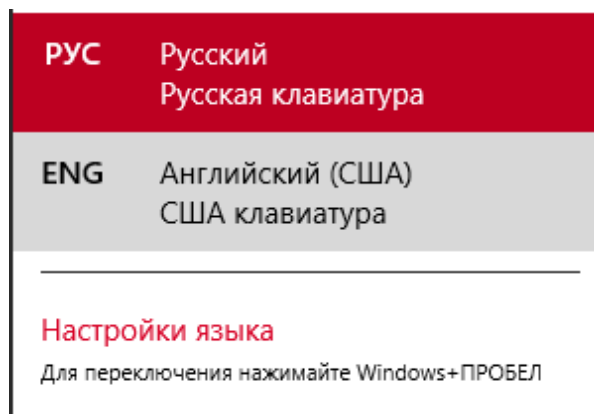 РУС Русский
Русская клавиатура
ENG Английский (США)
США клавиатура
Настройки языка
Для переключения нажимайте Windows+ПРОБЕЛ